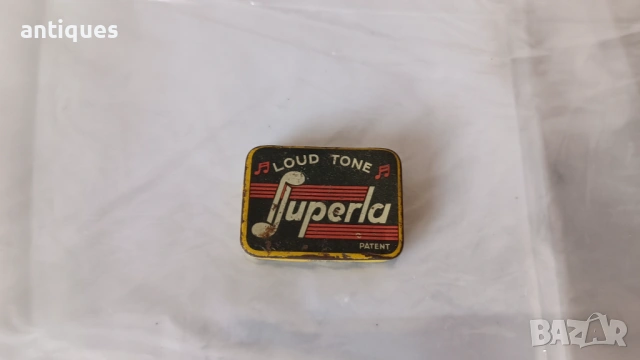 antiques
LOUD TONE
Superla
PATENT
BAZAR